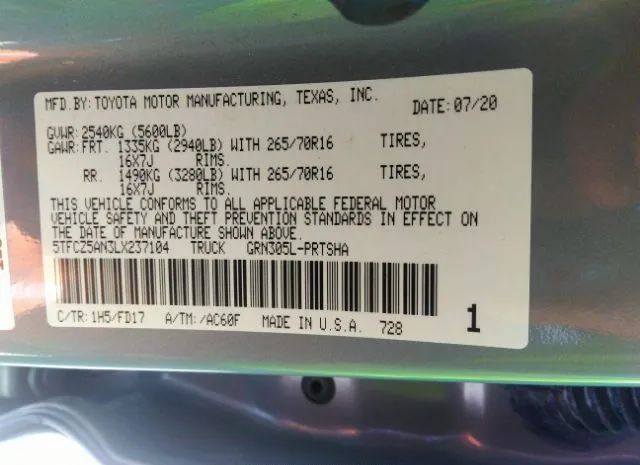 MFD.BY: TOYOTA MOTOR MANUFACTURING, TEXAS, INC. DATE: 07/20
GVWR: 2540KG (5600LB)
GAWR: FRT. 1335KG (2940LB) WITH 265/70R16 TIRES,
16X7J RIMS.
RR. 1490KG (3280LB) WITH 265/70R16 TIRES,
16X7J RIMS.
THIS VEHICLE CONFORMS TO ALL APPLICABLE FEDERAL MOTOR
VEHICLE SAFETY AND THEFT PREVENTION STANDARDS IN EFFECT ON
THE DATE OF MANUFACTURE SHOWN ABOVE.
5TFCZ5AN3LX237104 TRUCK GRN305L-PRTSHA
C/TR: 1H5/FD17 A/TM: /AC60F MADE IN U.S.A. 728 1